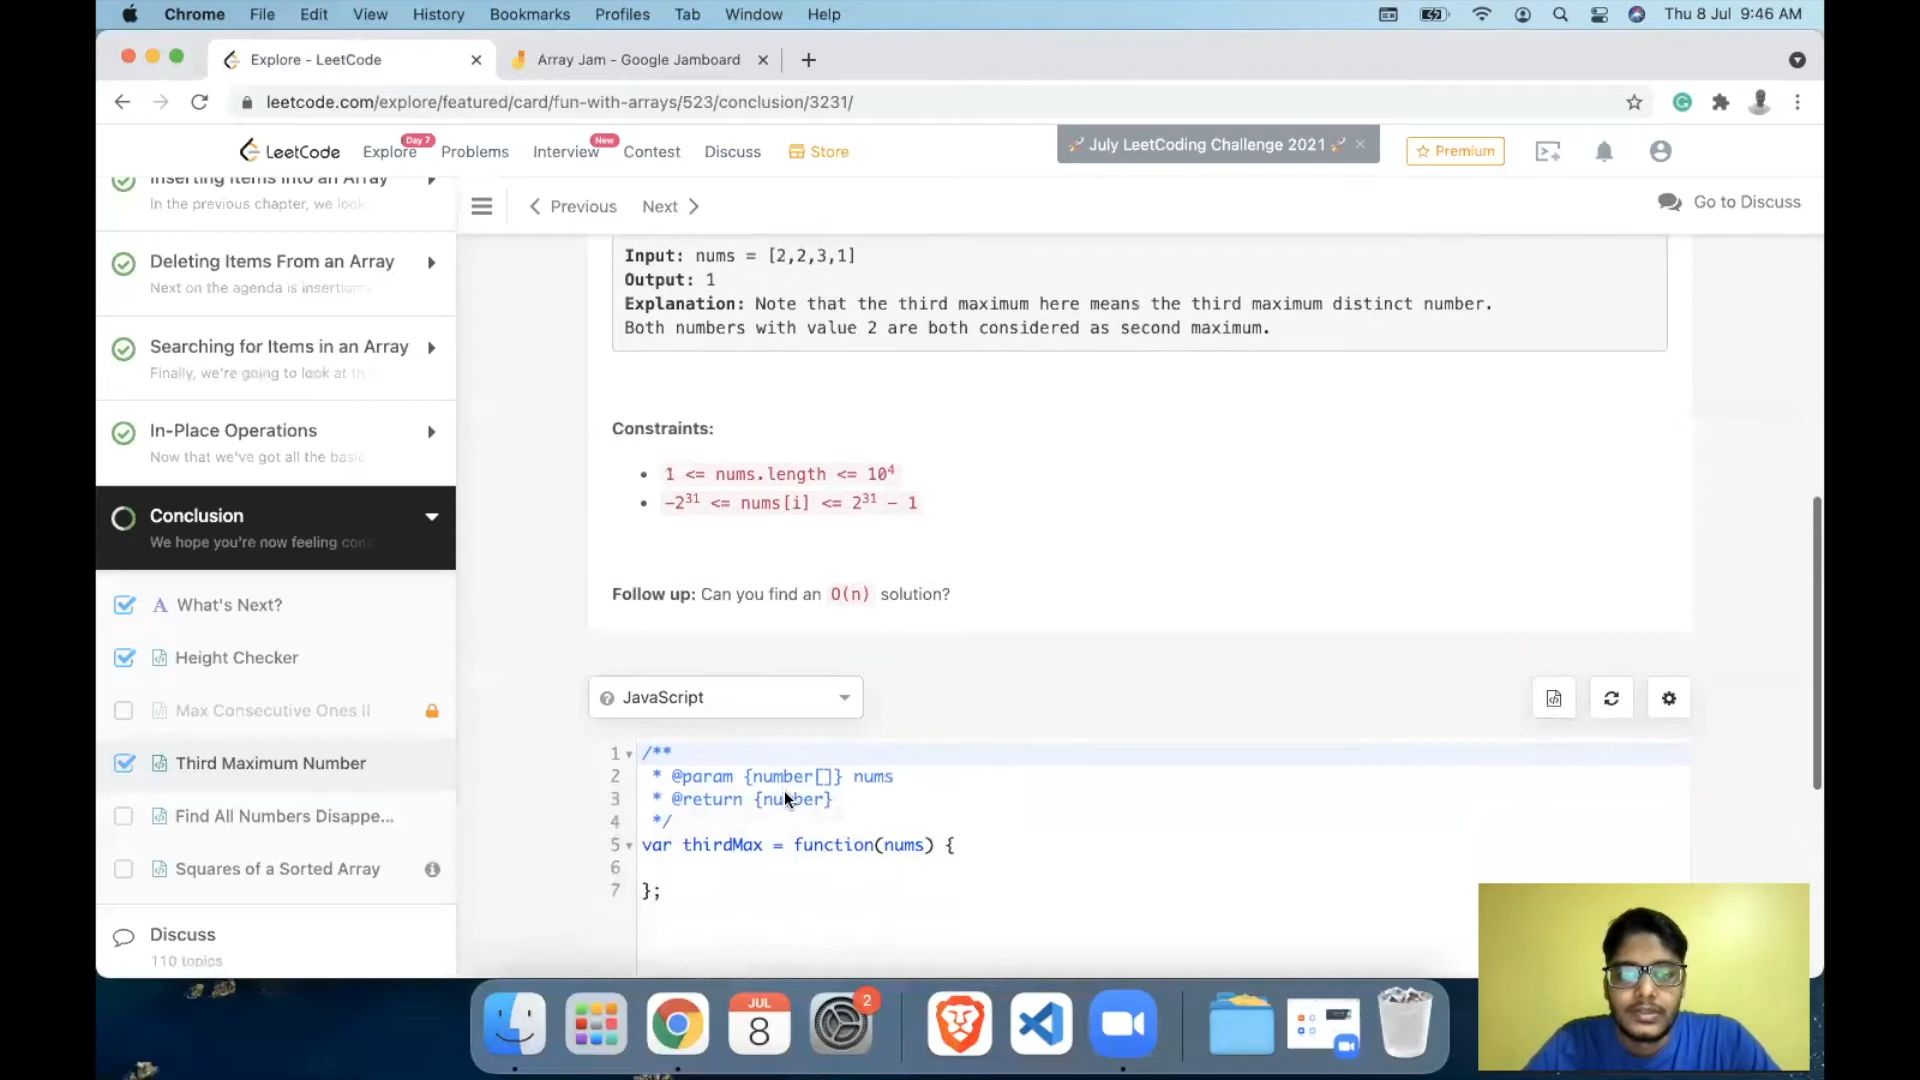 Chrome File Edit View History Bookmarks Profiles Tab Window Help Thu 8 Jul 9:46 AM
Explore - LeetCode Array Jam - Google Jamboard
leetcode.com/explore/featured/card/fun-with-arrays/523/conclusion/3231/
LeetCode Explore Day 7 Problems Interview New Contest Discuss Store July LeetCoding Challenge 2021 Premium
Inserting Items Into an Array
In the previous chapter, we look
Previous Next Go to Discuss
Deleting Items From an Array
Next on the agenda is insertion
Searching for Items in an Array
Finally, we're going to look at th
In-Place Operations
Now that we've got all the basic
Conclusion
We hope you're now feeling con
A What's Next?
Height Checker
Max Consecutive Ones II
Third Maximum Number
Find All Numbers Disappe...
Squares of a Sorted Array
Discuss
110 topics
Input: nums = [2,2,3,1]
Output: 1
Explanation: Note that the third maximum here means the third maximum distinct number.
Both numbers with value 2 are both considered as second maximum.
Constraints:
• 1 <= nums.length <= 10⁴
• -2³¹ <= nums[i] <= 2³¹ - 1
Follow up: Can you find an O(n) solution?
JavaScript
1 /**
2 * @param {number[]} nums
3 * @return {number}
4 */
5 var thirdMax = function(nums) {
6
7 };
JUL
8
2